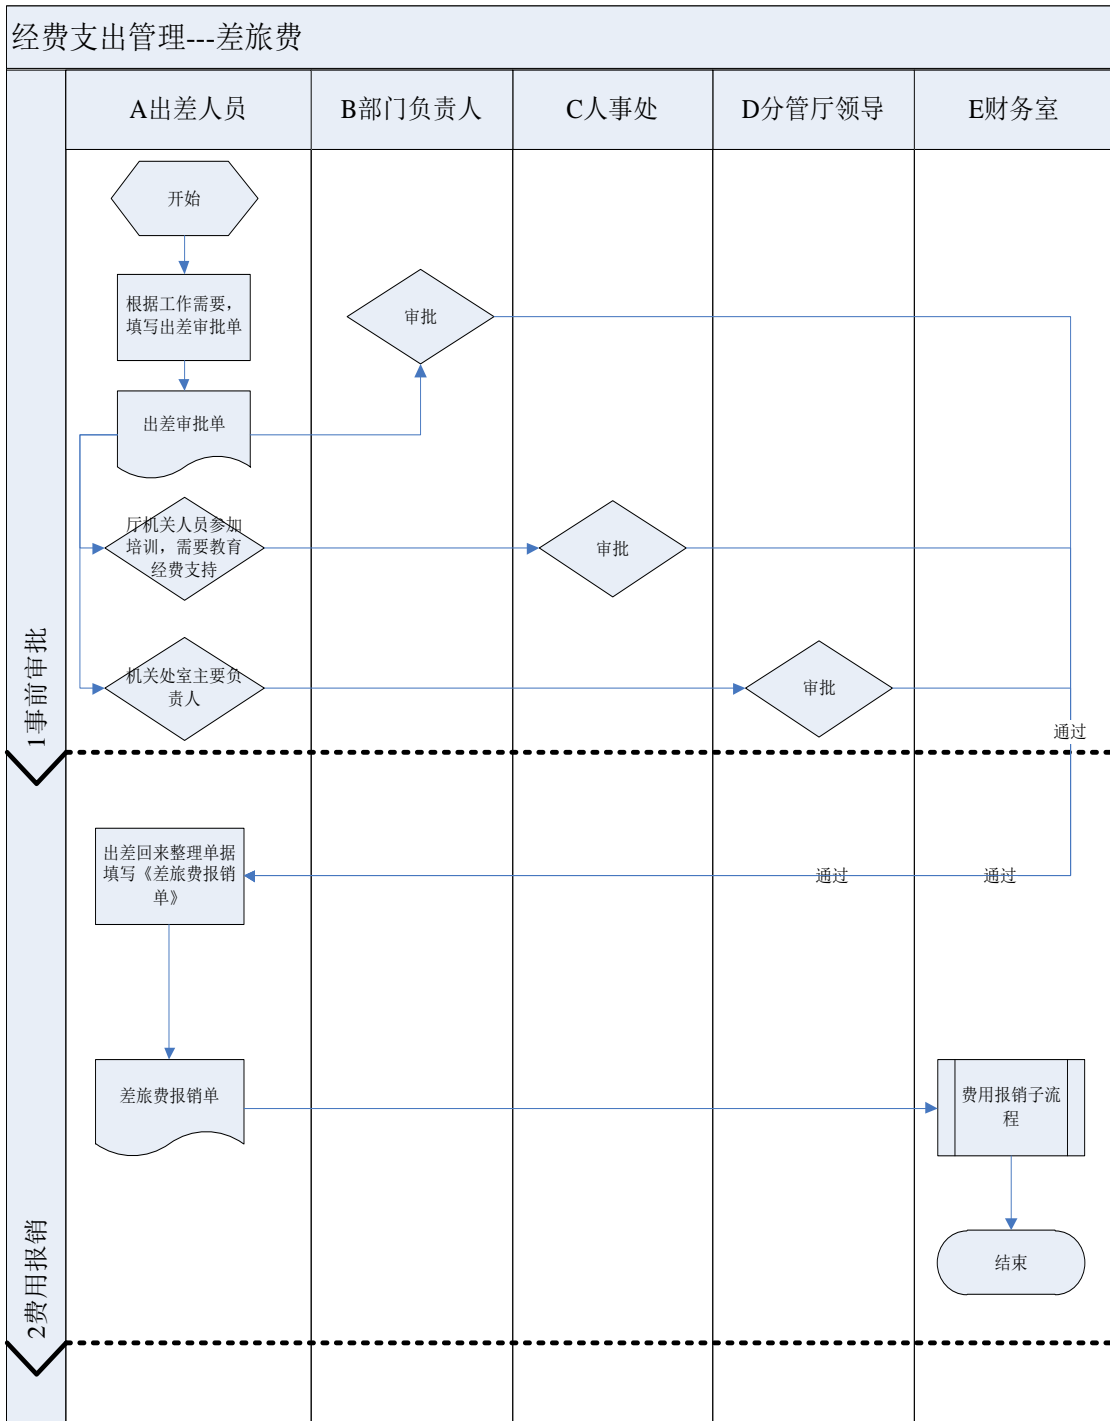 经费支出管理---差旅费
A出差人员
B部门负责人
C人事处
D分管厅领导
E财务室
1事前审批
开始
根据工作需要，
填写出差审批单
审批
出差审批单
厅机关人员参加
培训，需要教育
经费支持
审批
机关处室主要负
责人
审批
通过
2费用报销
出差回来整理单据
填写《差旅费报销
单》
通过
通过
差旅费报销单
费用报销子流
程
结束